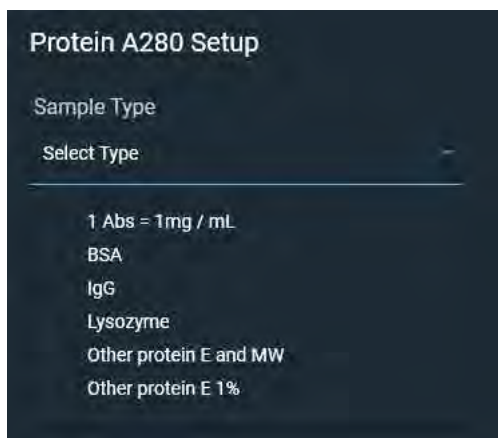 Protein A280 Setup
Sample Type
Select Type
1 Abs = 1mg / mL
BSA
IgG
Lysozyme
Other protein E and MW
Other protein E 1%